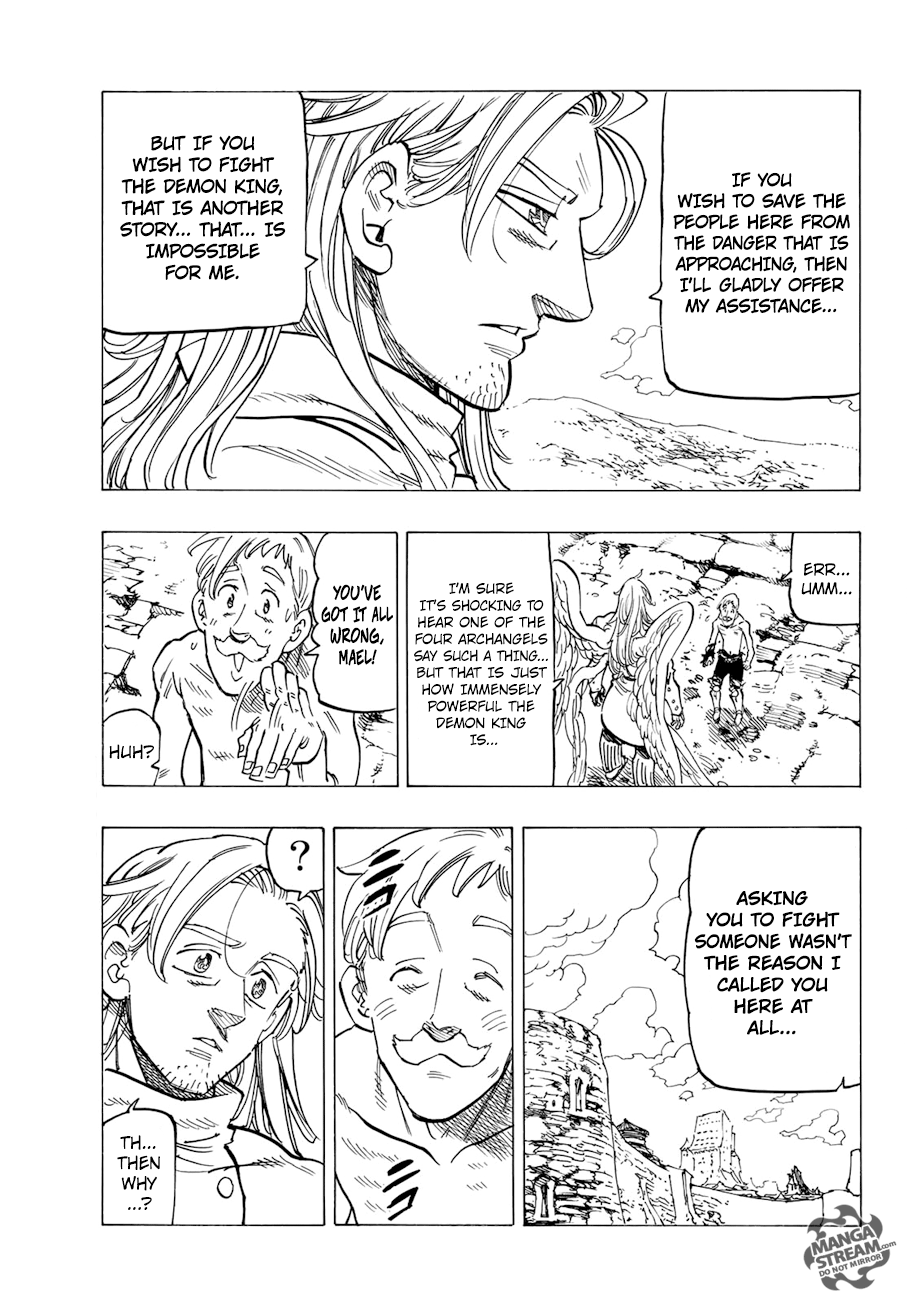 IF YOU
WISH TO SAVE THE
PEOPLE HERE FROM
THE DANGER THAT IS
APPROACHING, THEN
I'LL GLADLY OFFER
MY ASSISTANCE...
BUT IF YOU
WISH TO FIGHT
THE DEMON KING,
THAT IS ANOTHER
STORY... THAT... IS
IMPOSSIBLE
FOR ME.
ERR...
UMM...
I'M SURE
IT'S SHOCKING TO
HEAR ONE OF THE
FOUR ARCHANGELS
SAY SUCH A THING...
BUT THAT IS JUST
HOW IMMENSELY
POWERFUL THE
DEMON KING
IS...
YOU'VE
GOT IT ALL
WRONG,
MAEL!
HUH?
ASKING
YOU TO FIGHT
SOMEONE WASN'T
THE REASON I
CALLED YOU
HERE AT
ALL...
?
TH...
THEN
WHY
...?
MANGA
STREAM.com
DO NOT MIRROR